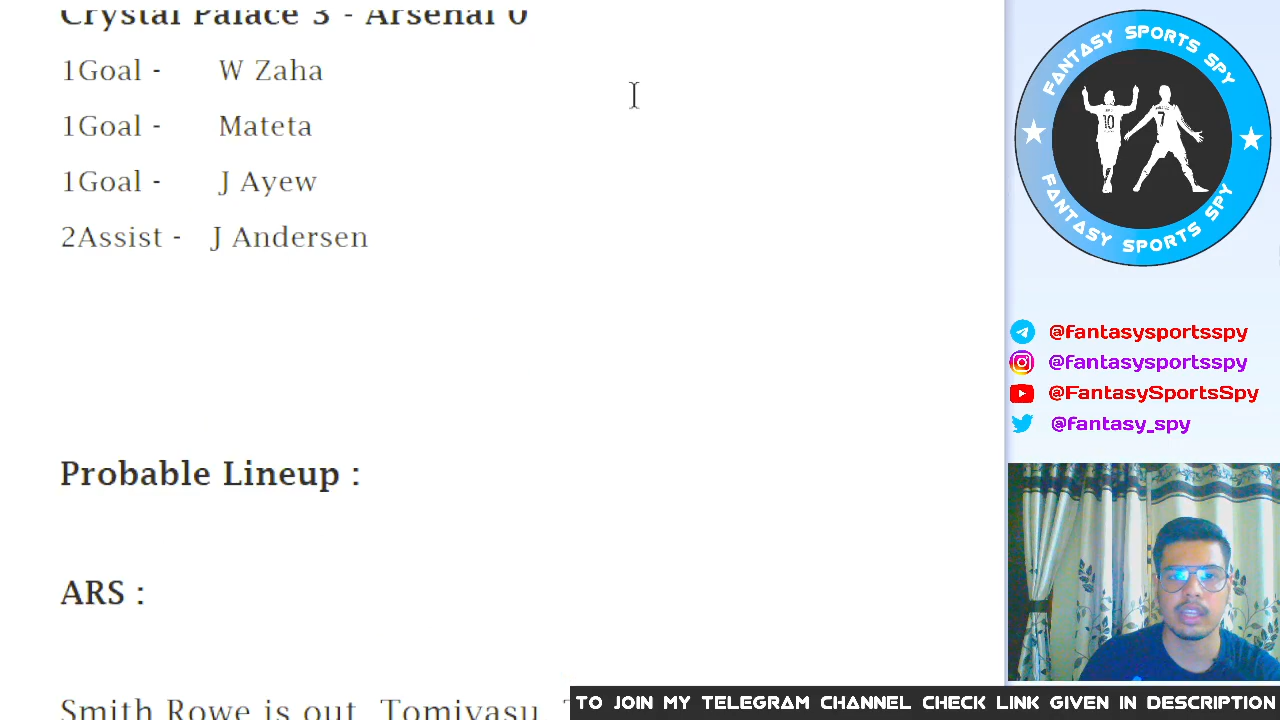 Crystal Palace 3 - Arsenal 0
1Goal - W Zaha
1Goal - Mateta
1Goal - J Ayew
2Assist - J Andersen
Probable Lineup :
ARS :
Smith Rowe is out, Tomiyasu
FANTASY SPORTS SPY
10
7
FANTASY SPORTS SPY
@fantasysportsspy
@fantasysportsspy
@FantasySportsSpy
@fantasy_spy
TO JOIN MY TELEGRAM CHANNEL CHECK LINK GIVEN IN DESCRIPTION